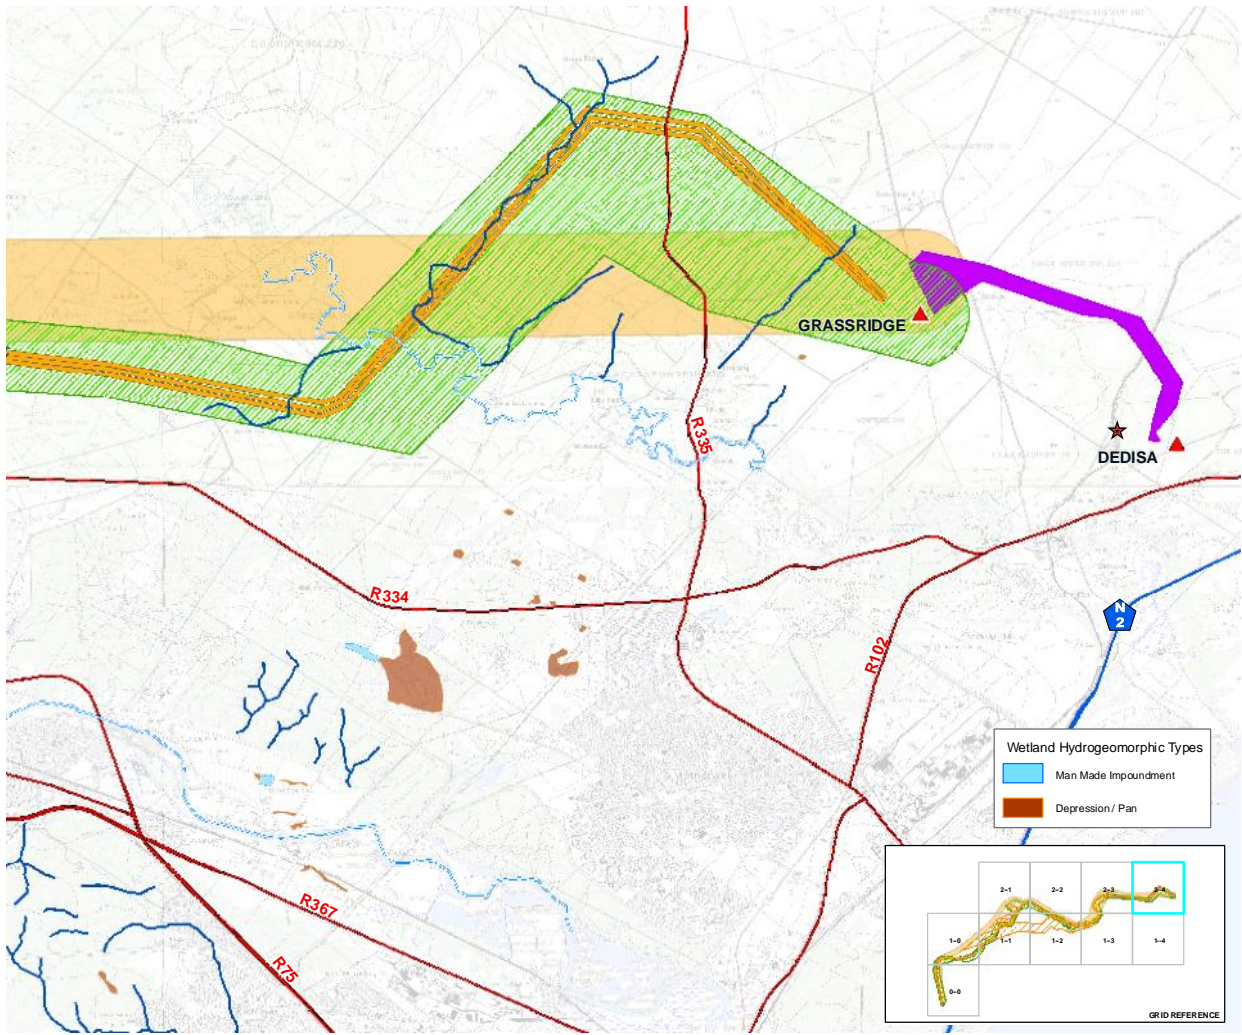 GRASSRIDGE
R335
DEDISA
R334
N
2
R102
Wetland Hydrogeomorphic Types
Man Made Impoundment
Depression / Pan
R367
R75
2-1
2-2
2-3
2-4
1-0
1-1
1-2
1-3
1-4
0-0
GRID REFERENCE